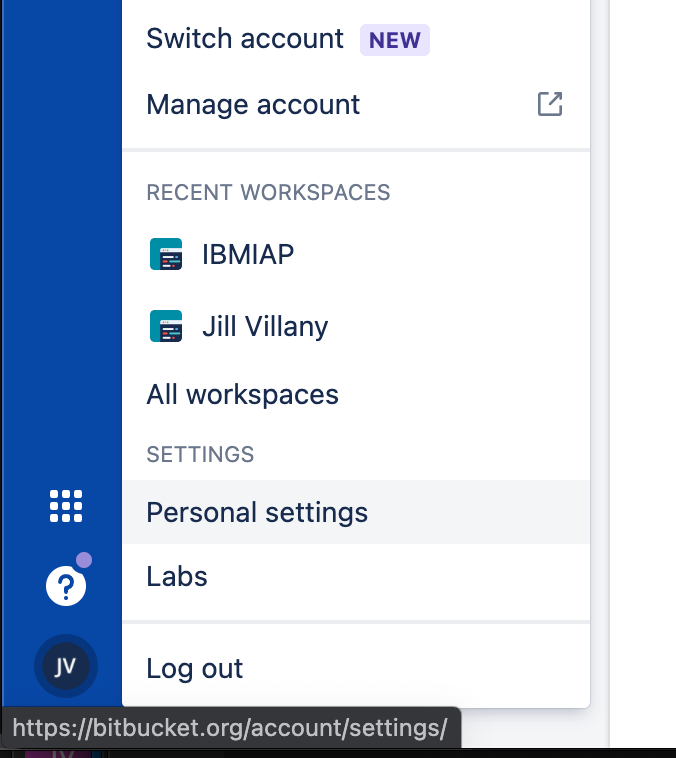 Switch account NEW
Manage account
RECENT WORKSPACES
IBMIAP
Jill Villany
All workspaces
SETTINGS
Personal settings
?
Labs
JV
Log out
https://bitbucket.org/account/settings/
JV